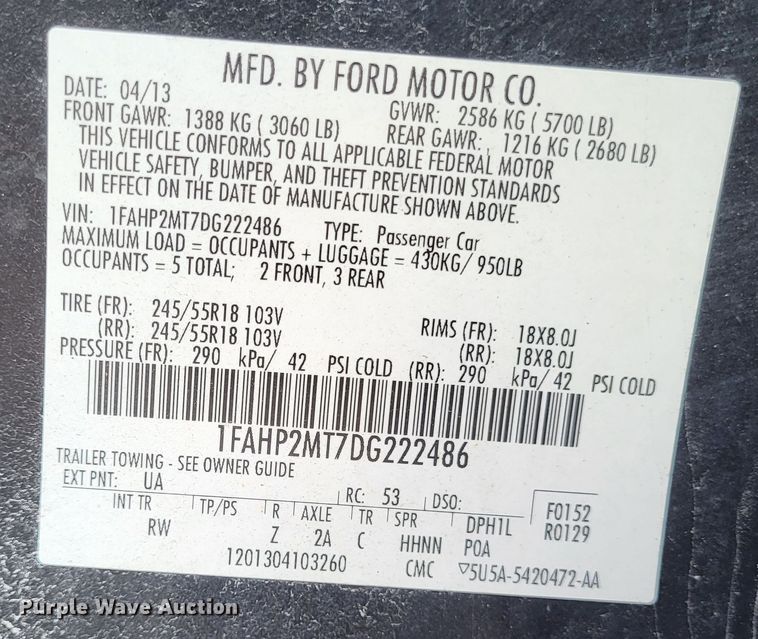 MFD. BY FORD MOTOR CO.
DATE: 04/13 GVWR: 2586 KG ( 5700 LB)
FRONT GAWR: 1388 KG ( 3060 LB) REAR GAWR: 1216 KG ( 2680 LB)
THIS VEHICLE CONFORMS TO ALL APPLICABLE FEDERAL MOTOR
VEHICLE SAFETY, BUMPER, AND THEFT PREVENTION STANDARDS
IN EFFECT ON THE DATE OF MANUFACTURE SHOWN ABOVE.
VIN: 1FAHP2MT7DG222486 TYPE: Passenger Car
MAXIMUM LOAD = OCCUPANTS + LUGGAGE = 430KG/ 950LB
OCCUPANTS = 5 TOTAL; 2 FRONT, 3 REAR
TIRE (FR): 245/55R18 103V RIMS (FR): 18X8.0J
(RR): 245/55R18 103V (RR): 18X8.0J
PRESSURE (FR): 290 kPa/ 42 PSI COLD (RR): 290 kPa/ 42 PSI COLD
1FAHP2MT7DG222486
TRAILER TOWING - SEE OWNER GUIDE
EXT PNT: UA RC: 53 DSO: F0152
INT TR TP/PS R AXLE TR SPR DPH1L R0129
RW Z 2A C HHNN POA
1201304103260 CMC ▽5U5A-5420472-AA
Purple Wave Auction